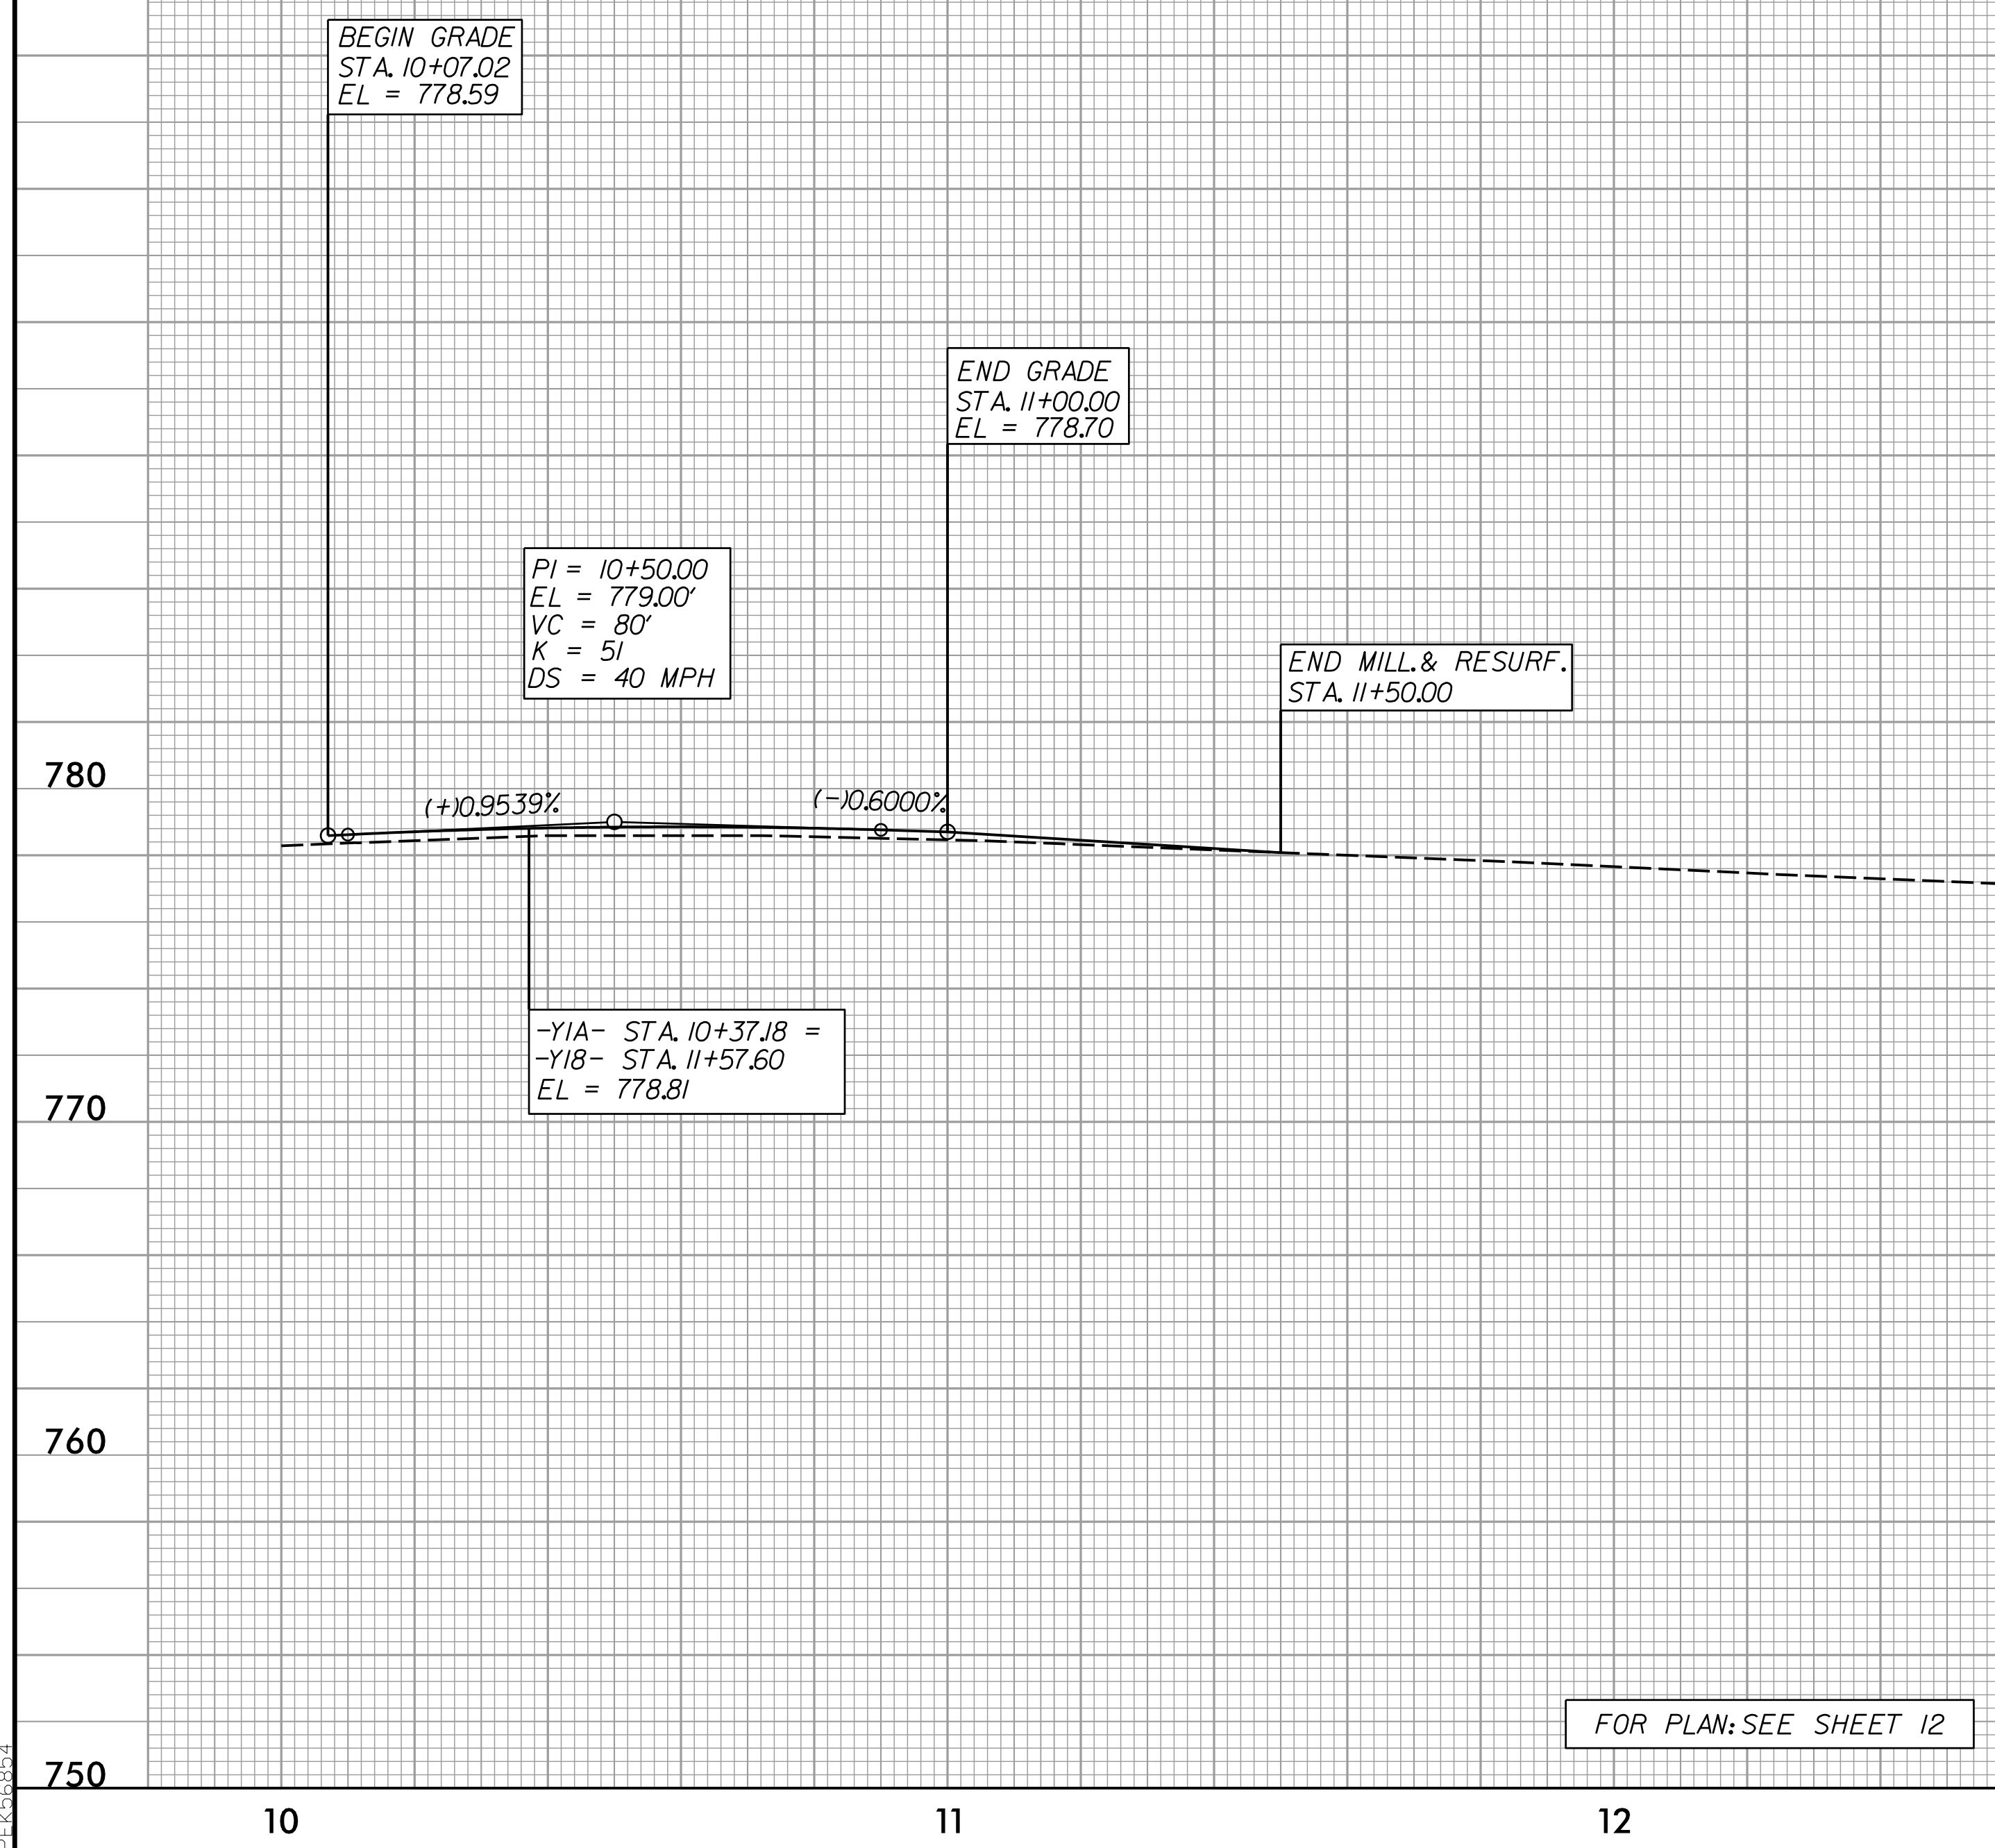 BEGIN GRADE
STA. 10+07.02
EL = 778.59
END GRADE
STA. 11+00.00
EL = 778.70
PI = 10+50.00
EL = 779.00'
VC = 80'
K = 51
DS = 40 MPH
END MILL. & RESURF.
STA. 11+50.00
780
(+)0.9539%
(-)0.6000%
-Y1A- STA. 10+37.18 =
-Y18- STA. 11+57.60
EL = 778.81
770
760
FOR PLAN: SEE SHEET 12
750
10 11 12